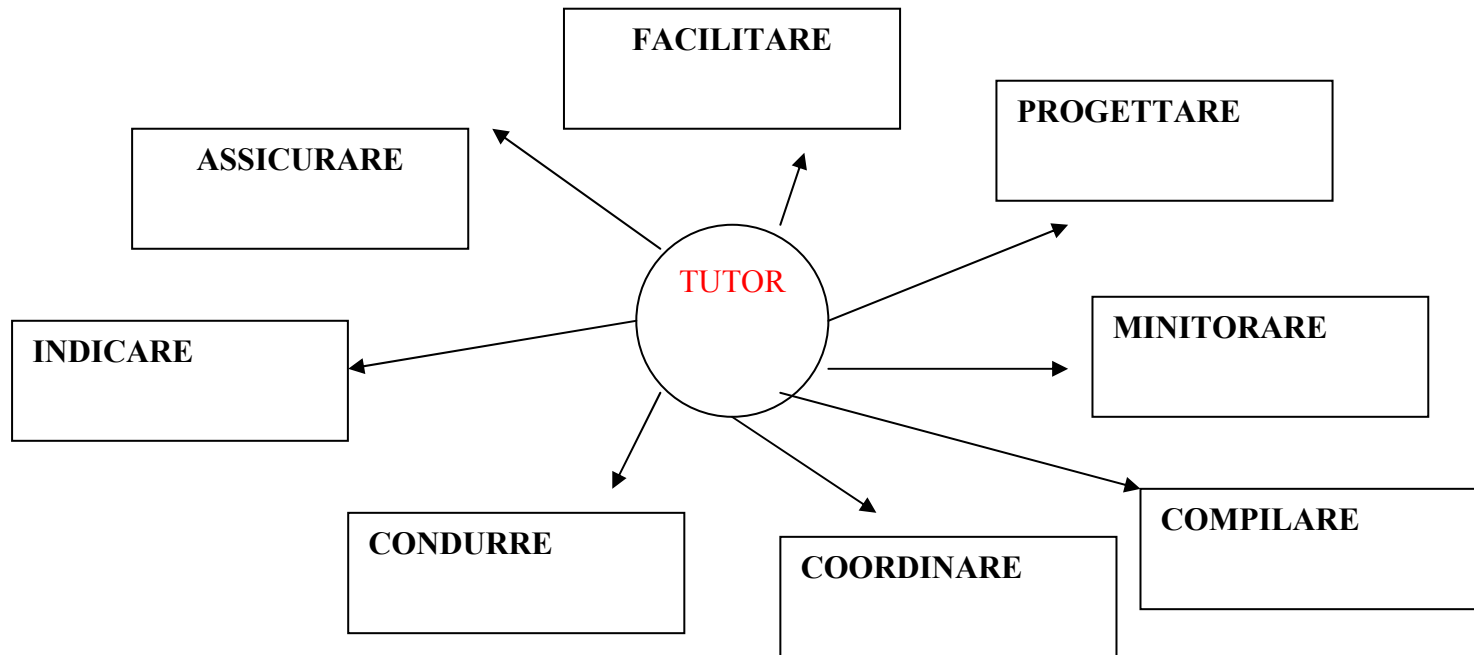 FACILITARE
PROGETTARE
ASSICURARE
TUTOR
MINITORARE
INDICARE
COMPILARE
CONDURRE
COORDINARE